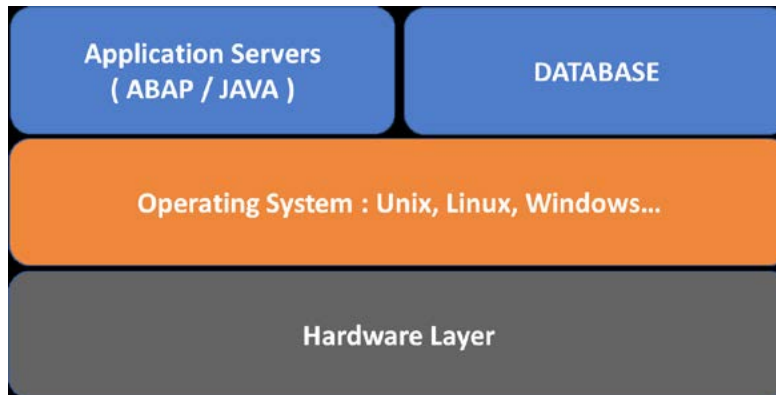 Application Servers
( ABAP / JAVA )
DATABASE
Operating System : Unix, Linux, Windows...
Hardware Layer